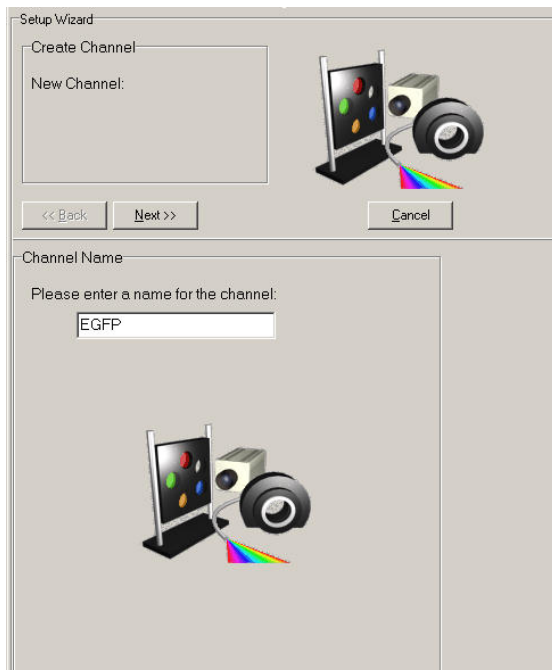 Setup Wizard
Create Channel
New Channel:
<< Back
Next >>
Cancel
Channel Name
Please enter a name for the channel:
EGFP